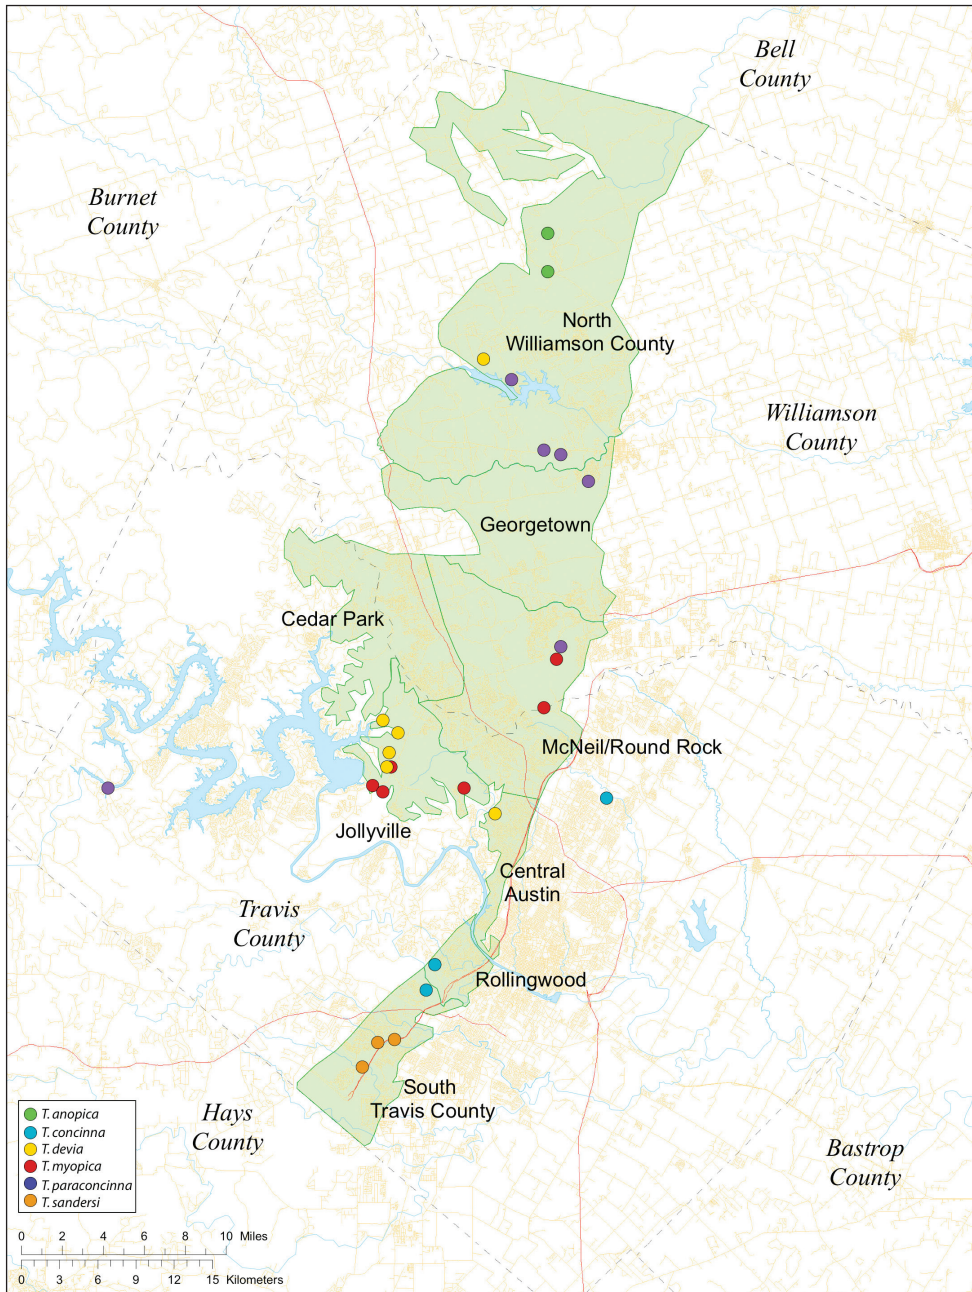 Bell
County
Burnet
County
North
Williamson County
Williamson
County
Georgetown
Cedar Park
McNeil/Round Rock
Jollyville
Central
Austin
Travis
County
Rollingwood
South
Travis County
Hays
County
Bastrop
County
T. anopica
T. concinna
T. devia
T. myopica
T. paraconcinna
T. sandersi
0 2 4 6 8 10 Miles
0 3 6 9 12 15 Kilometers